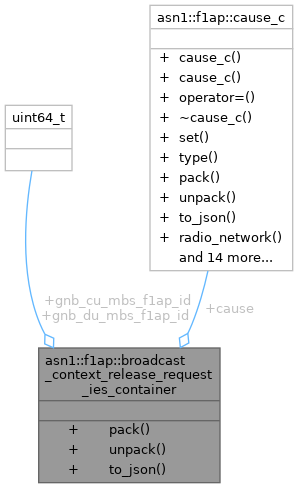 asn1::f1ap::cause_c
+ cause_c()
+ cause_c()
+ operator=()
+ ~cause_c()
+ set()
+ type()
+ pack()
+ unpack()
+ to_json()
+ radio_network()
and 14 more...
uint64_t
+gnb_cu_mbs_f1ap_id
+gnb_du_mbs_f1ap_id
+cause
asn1::f1ap::broadcast
_context_release_request
_ies_container
+ pack()
+ unpack()
+ to_json()